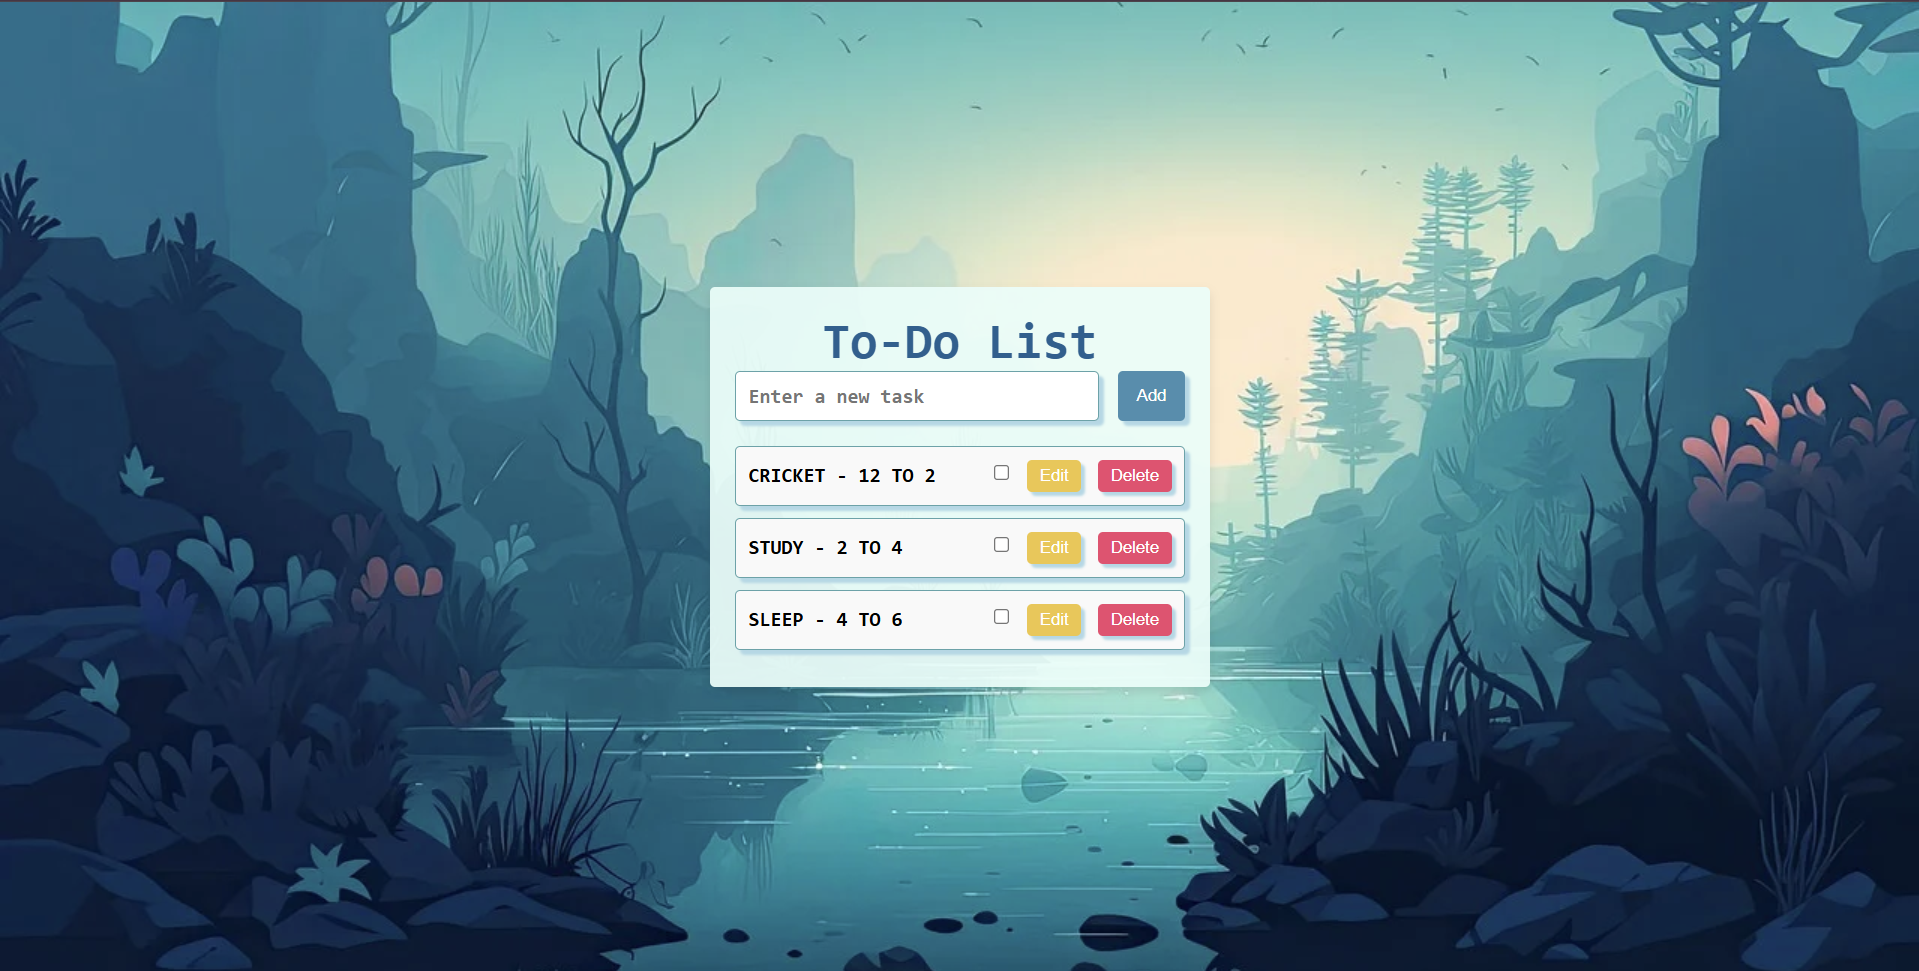 To-Do List
Enter a new task Add
CRICKET - 12 TO 2 Edit Delete
STUDY - 2 TO 4 Edit Delete
SLEEP - 4 TO 6 Edit Delete